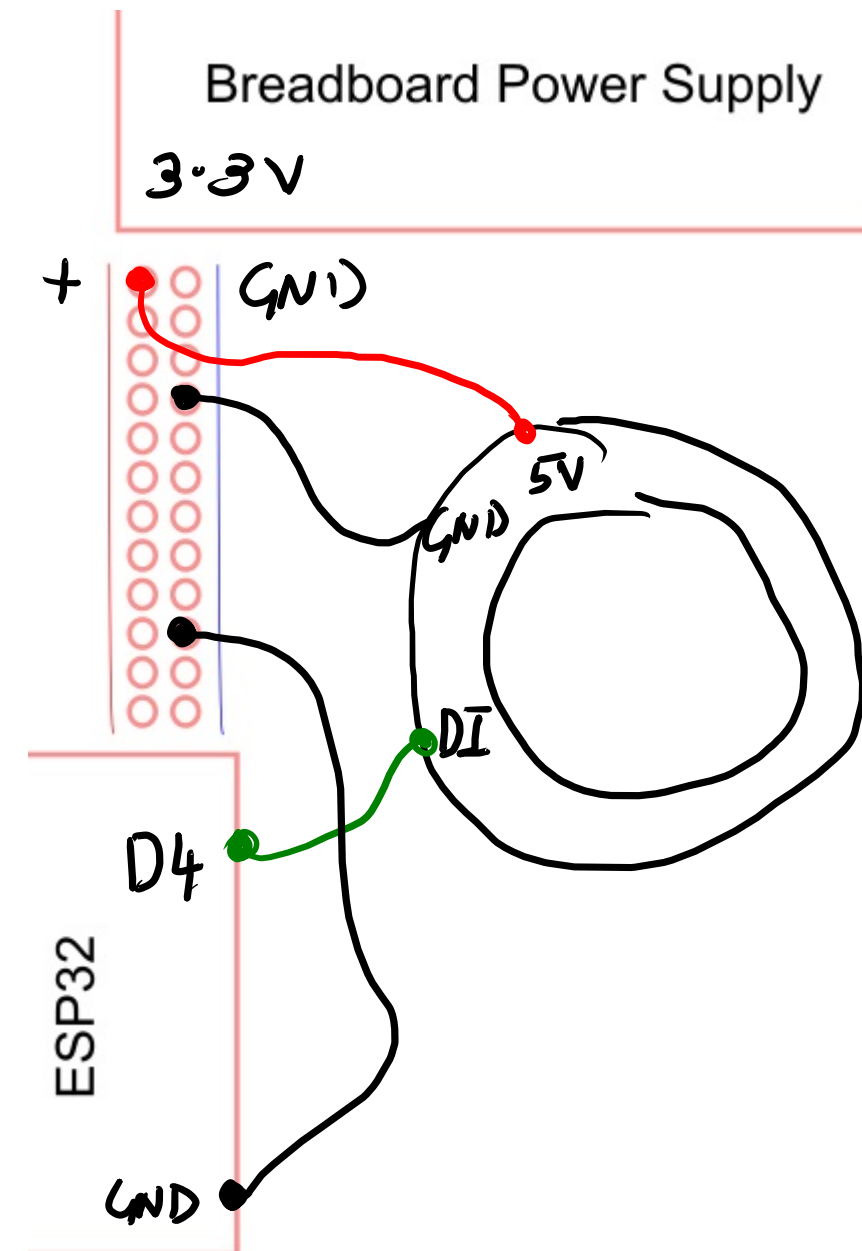 Breadboard Power Supply
3.3V
+ GND
5V
GND
DI
D4
ESP32
GND